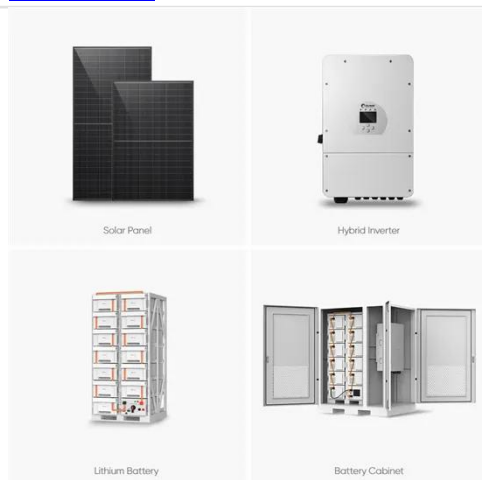 Solar Panel
Hybrid Inverter
Lithium Battery
Battery Cabinet